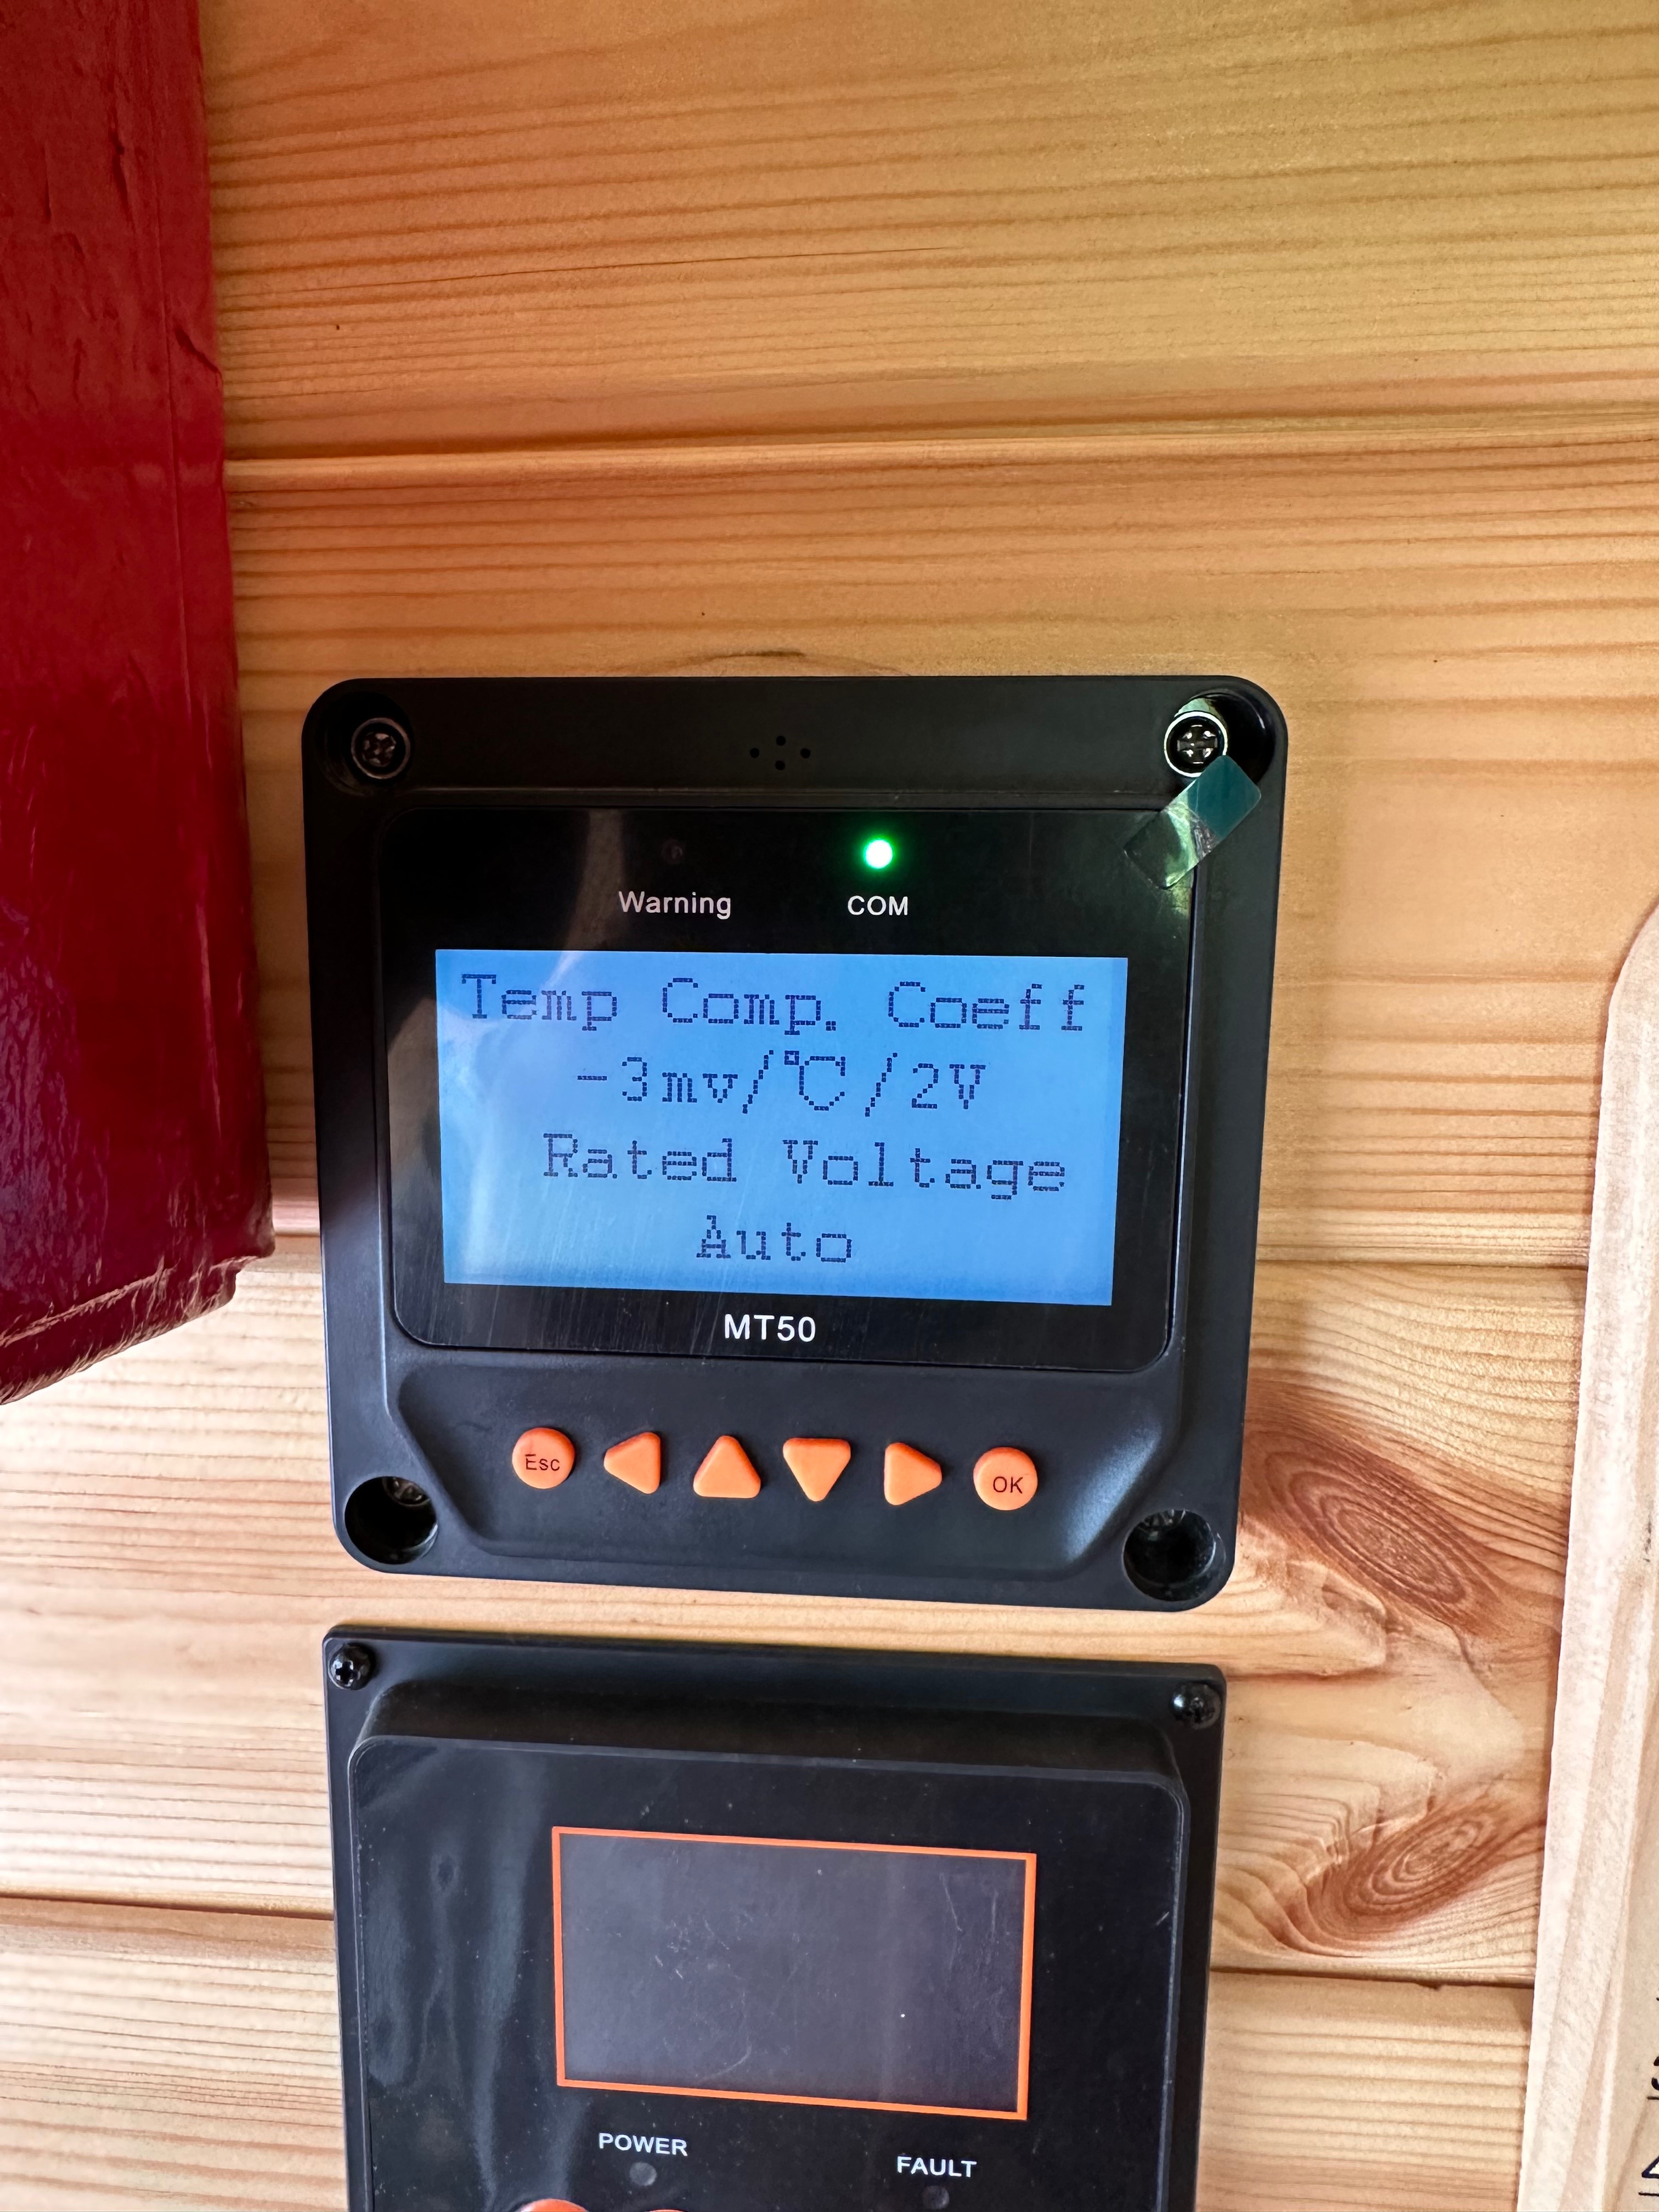 Warning COM
Temp Comp. Coeff
-3mv/℃/2V
Rated Voltage
Auto
MT50
Esc OK
POWER FAULT